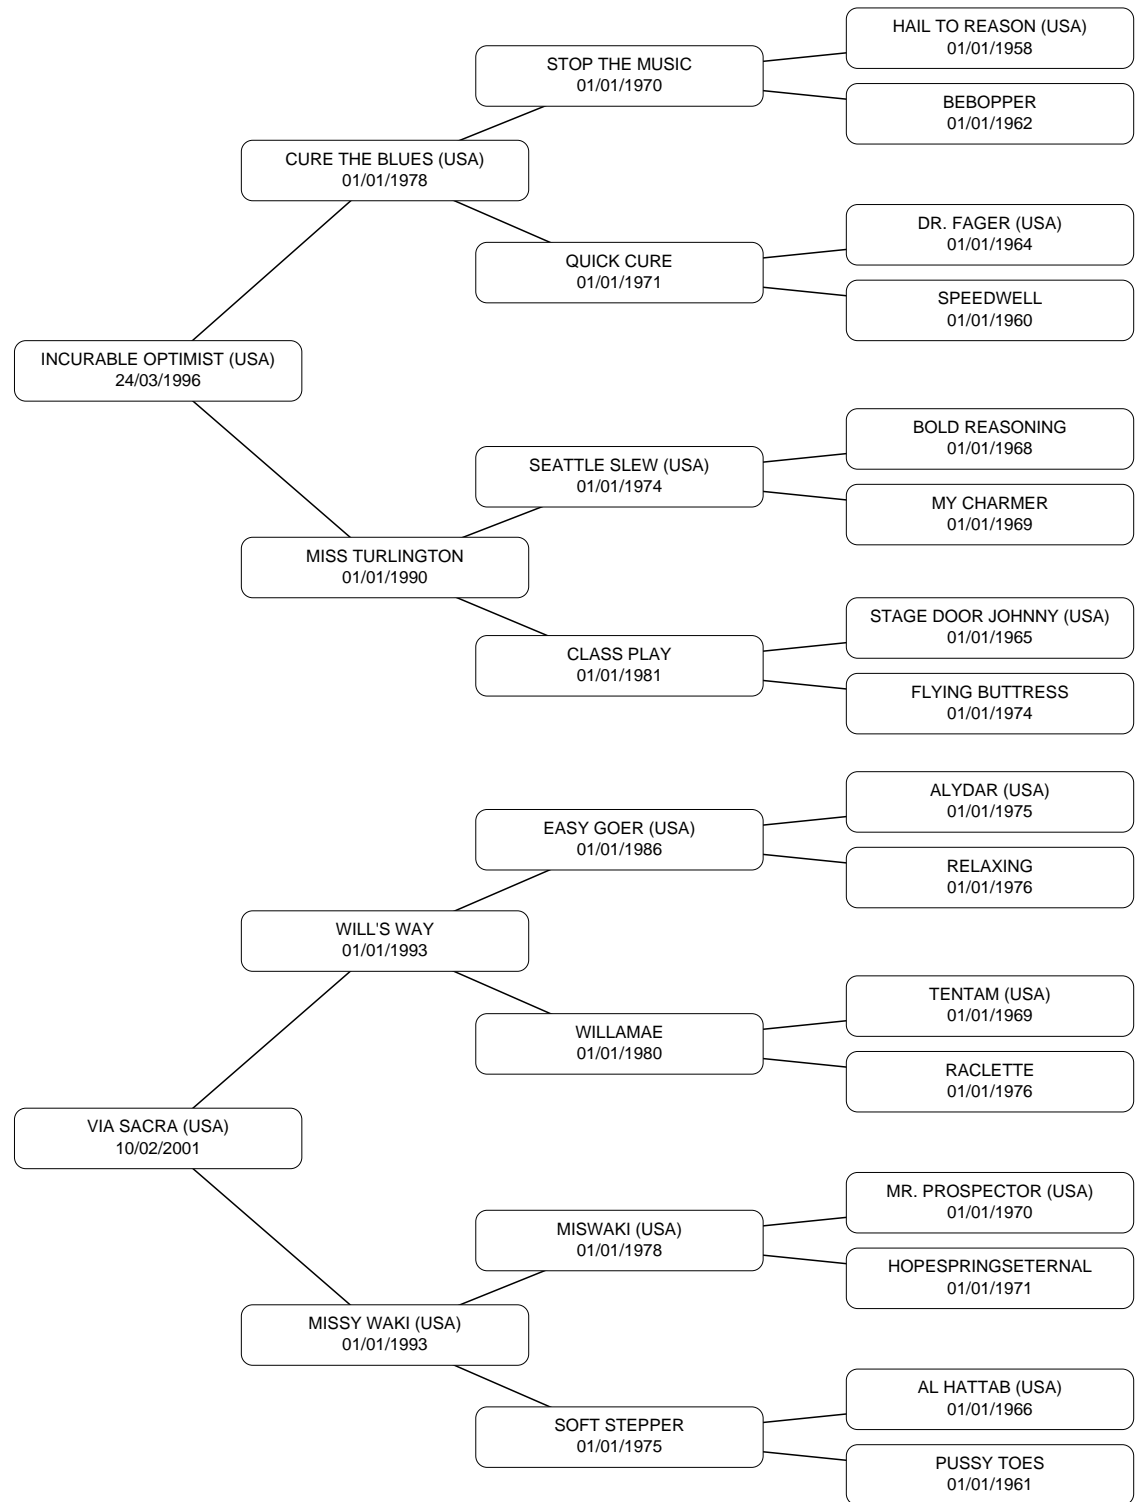 HAIL TO REASON (USA)
01/01/1958
STOP THE MUSIC
01/01/1970
BEBOPPER
01/01/1962
CURE THE BLUES (USA)
01/01/1978
DR. FAGER (USA)
01/01/1964
QUICK CURE
01/01/1971
SPEEDWELL
01/01/1960
INCURABLE OPTIMIST (USA)
24/03/1996
BOLD REASONING
01/01/1968
SEATTLE SLEW (USA)
01/01/1974
MY CHARMER
01/01/1969
MISS TURLINGTON
01/01/1990
STAGE DOOR JOHNNY (USA)
01/01/1965
CLASS PLAY
01/01/1981
FLYING BUTTRESS
01/01/1974
ALYDAR (USA)
01/01/1975
EASY GOER (USA)
01/01/1986
RELAXING
01/01/1976
WILL'S WAY
01/01/1993
TENTAM (USA)
01/01/1969
WILLAMAE
01/01/1980
RACLETTE
01/01/1976
VIA SACRA (USA)
10/02/2001
MR. PROSPECTOR (USA)
01/01/1970
MISWAKI (USA)
01/01/1978
HOPESPRINGSETERNAL
01/01/1971
MISSY WAKI (USA)
01/01/1993
AL HATTAB (USA)
01/01/1966
SOFT STEPPER
01/01/1975
PUSSY TOES
01/01/1961